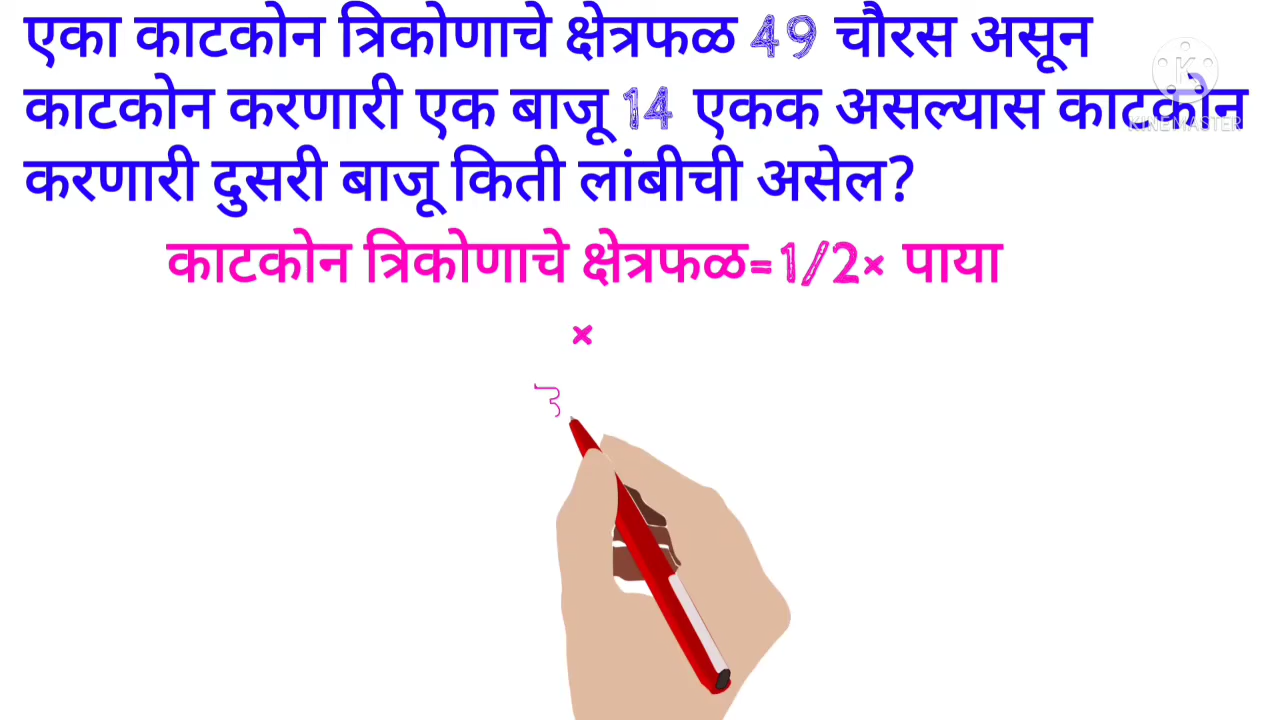 एका काटकोन त्रिकोणाचे क्षेत्रफळ 49 चौरस असून
काटकोन करणारी एक बाजू 14 एकक असल्यास काटकोन
करणारी दुसरी बाजू किती लांबीची असेल?
काटकोन त्रिकोणाचे क्षेत्रफळ=1/2× पाया
×
K
KINEMASTER